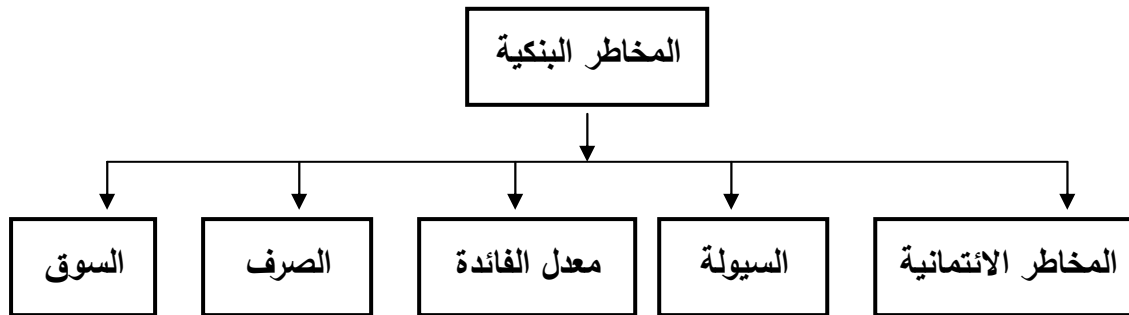 المخاطر البنكية
المخاطر الائتمانية
السيولة
معدل الفائدة
الصرف
السوق